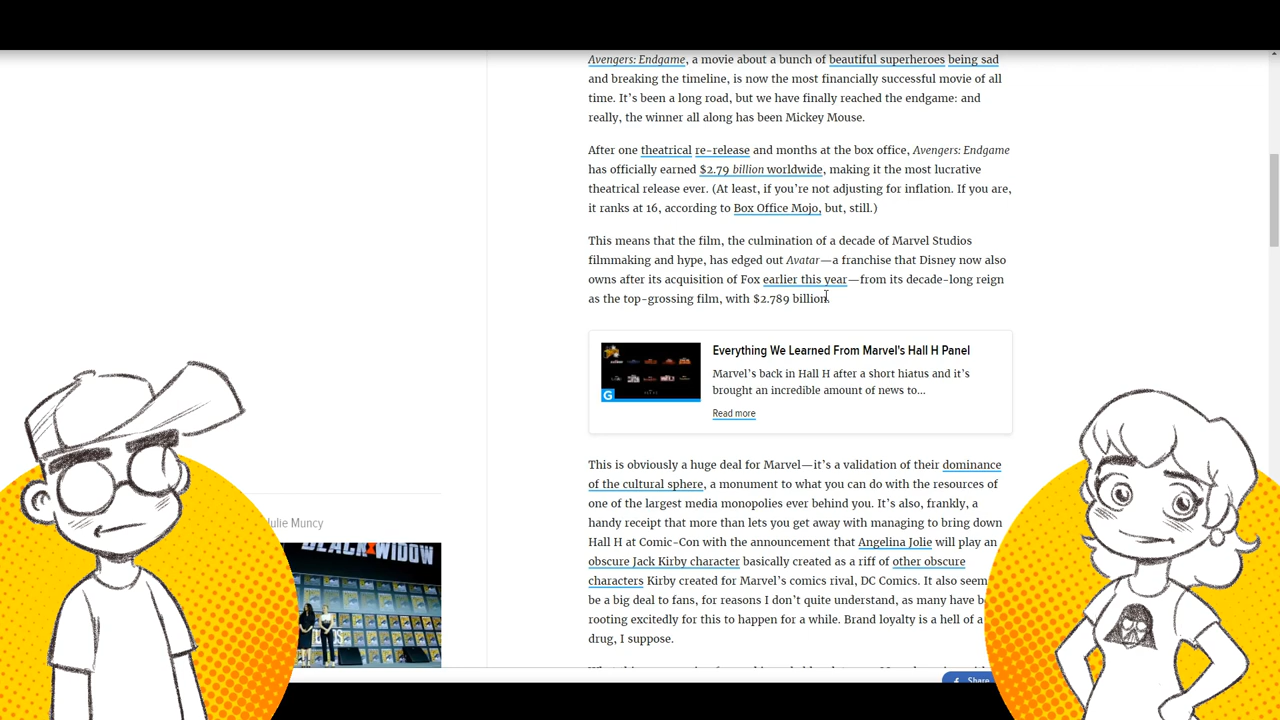 Avengers: Endgame, a movie about a bunch of beautiful superheroes being sad
and breaking the timeline, is now the most financially successful movie of all
time. It’s been a long road, but we have finally reached the endgame: and
really, the winner all along has been Mickey Mouse.
After one theatrical re-release and months at the box office, Avengers: Endgame
has officially earned $2.79 billion worldwide, making it the most lucrative
theatrical release ever. (At least, if you’re not adjusting for inflation. If you are,
it ranks at 16, according to Box Office Mojo, but, still.)
This means that the film, the culmination of a decade of Marvel Studios
filmmaking and hype, has edged out Avatar—a franchise that Disney now also
owns after its acquisition of Fox earlier this year—from its decade-long reign
as the top-grossing film, with $2.789 billion.
Everything We Learned From Marvel's Hall H Panel
Marvel’s back in Hall H after a short hiatus and it’s
brought an incredible amount of news to...
G
Read more
This is obviously a huge deal for Marvel—it’s a validation of their dominance
of the cultural sphere, a monument to what you can do with the resources of
one of the largest media monopolies ever behind you. It’s also, frankly, a
handy receipt that more than lets you get away with managing to bring down
Hall H at Comic-Con with the announcement that Angelina Jolie will play an
obscure Jack Kirby character basically created as a riff of other obscure
characters Kirby created for Marvel’s comics rival, DC Comics. It also seem
be a big deal to fans, for reasons I don’t quite understand, as many have b
rooting excitedly for this to happen for a while. Brand loyalty is a hell of a
drug, I suppose.
Julie Muncy
BLACK WIDOW
Share